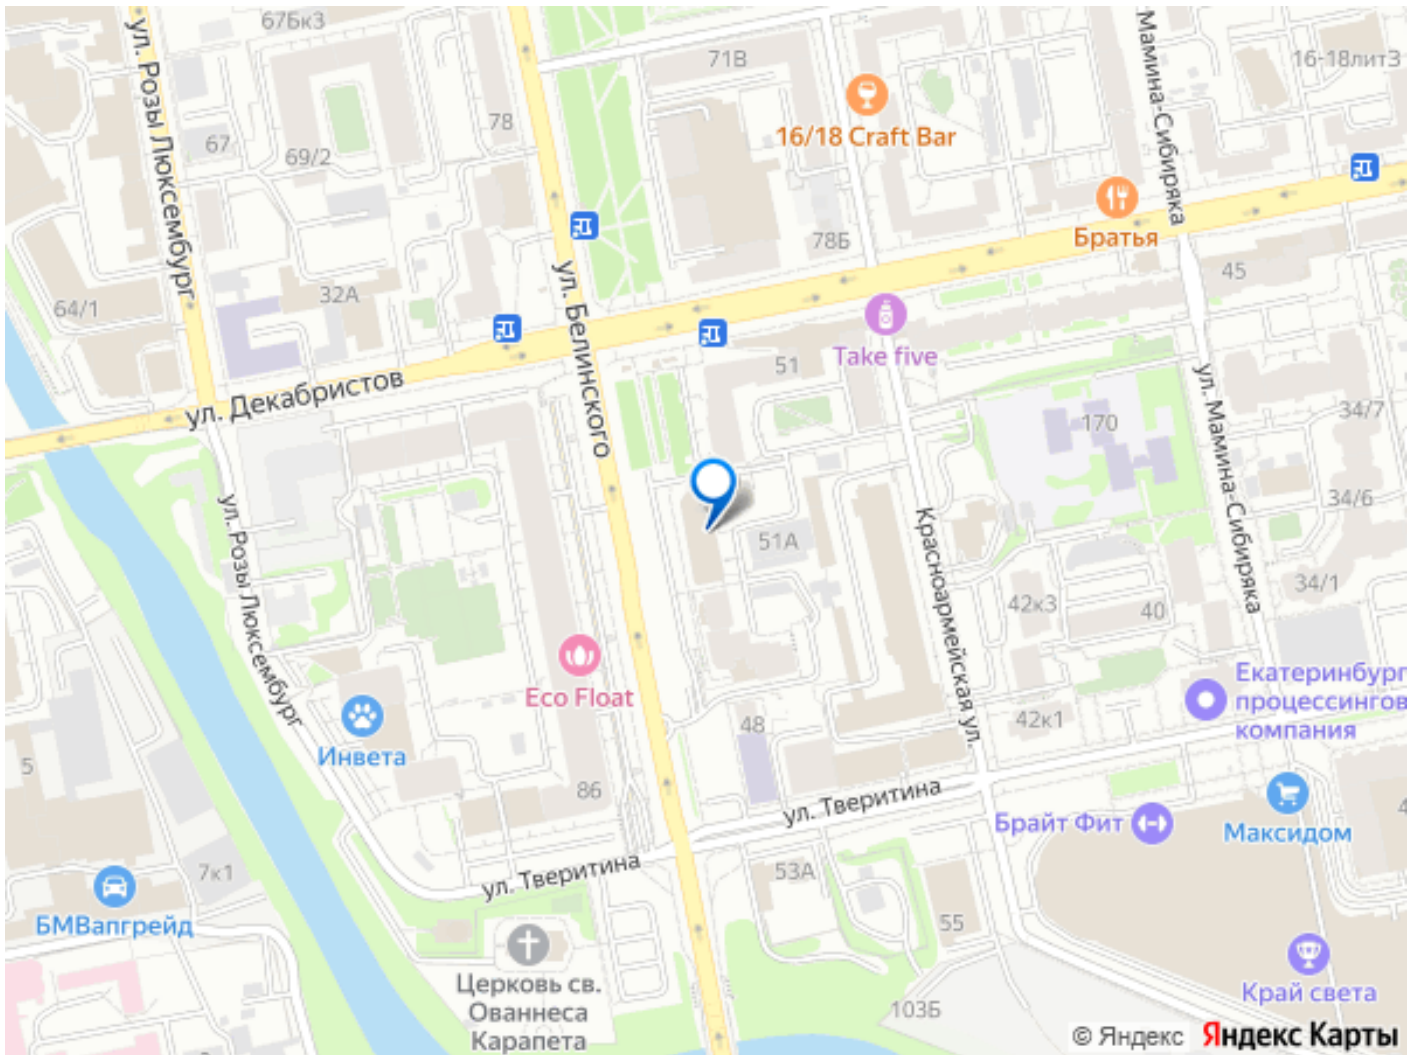 67Бк3
71В
16-18литЗ
ул. Розы Люксембург
Мамина-Сибиряка
78
67
69/2
16/18 Craft Bar
Братья
78Б
45
64/1
32А
ул. Белинского
Take five
51
ул. Декабристов
170
34/7
ул. Мамина-Сибиряка
34/6
ул. Розы Люксембург
Красноармейская ул.
51А
34/1
42к3
40
Eco Float
Екатеринбург
процессингов
компания
Инвета
48
42к1
5
86
ул. Тверитина
Брайт Фит
Максидом
4
ул. Тверитина
53А
7к1
БМВапгрейд
55
Церковь св.
Ованнеса
Карапета
Край света
103Б
© Яндекс Яндекс Карты